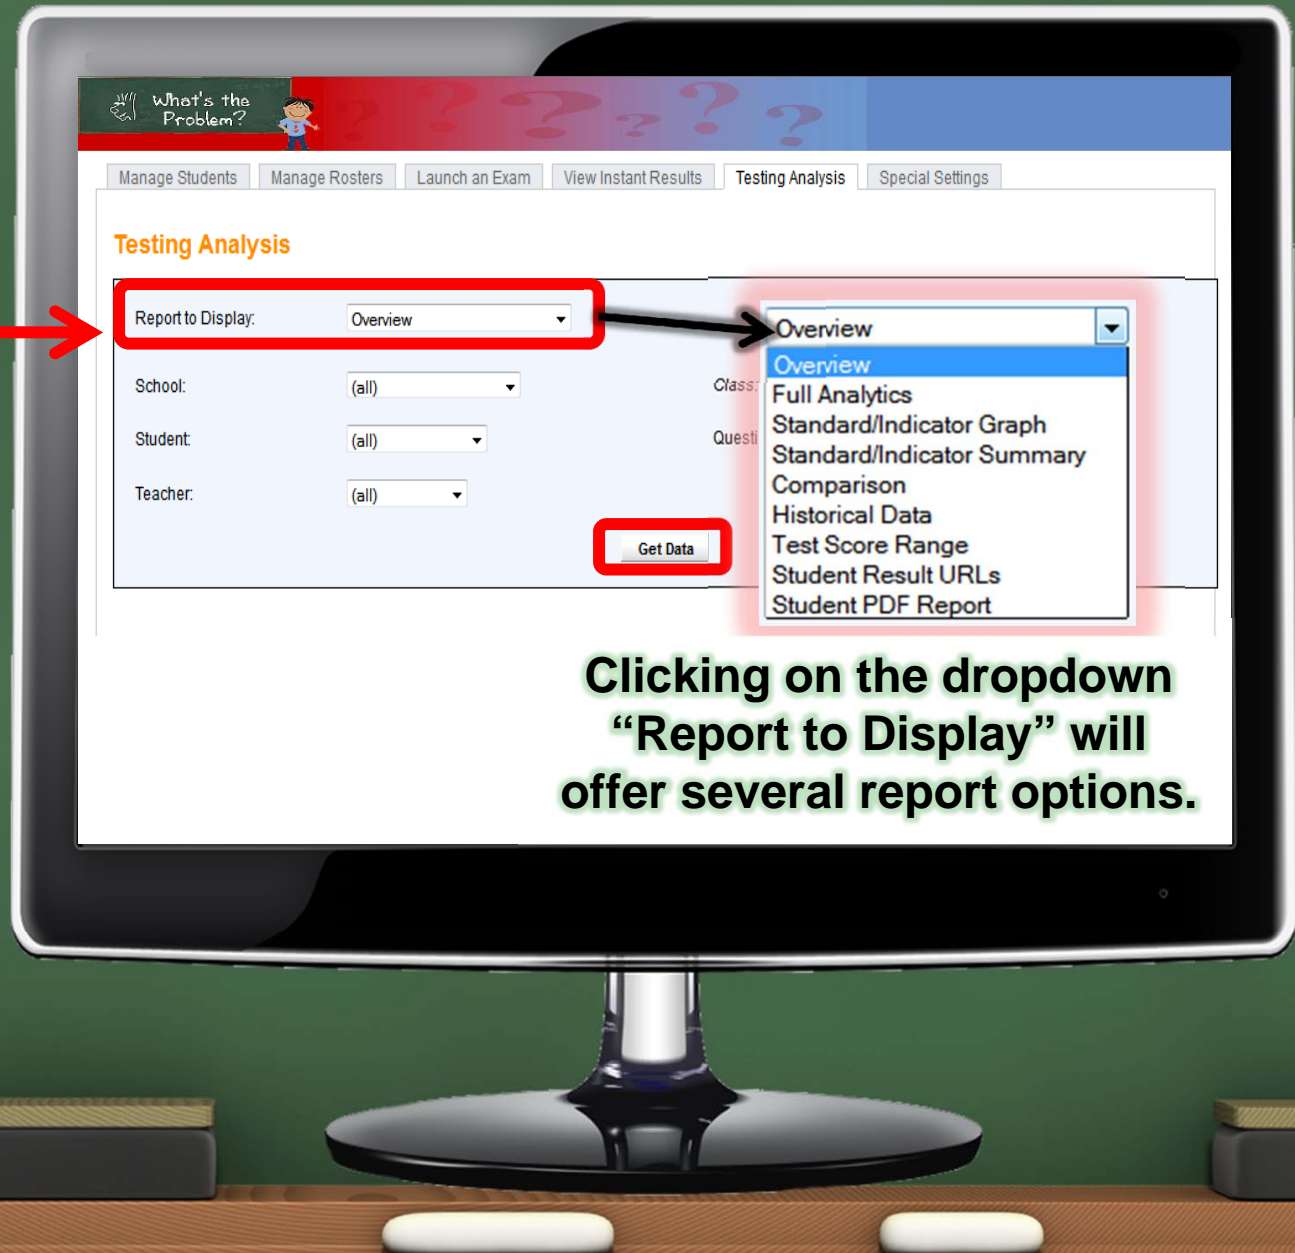 What's the
Problem?
Manage Students
Manage Rosters
Launch an Exam
View Instant Results
Testing Analysis
Special Settings
Testing Analysis
Report to Display:
Overview
School:
(all)
Class:
Student:
(all)
Teacher:
(all)
Get Data
Overview
Overview
Full Analytics
Standard/Indicator Graph
Standard/Indicator Summary
Comparison
Historical Data
Test Score Range
Student Result URLs
Student PDF Report
Clicking on the dropdown
“Report to Display” will
offer several report options.